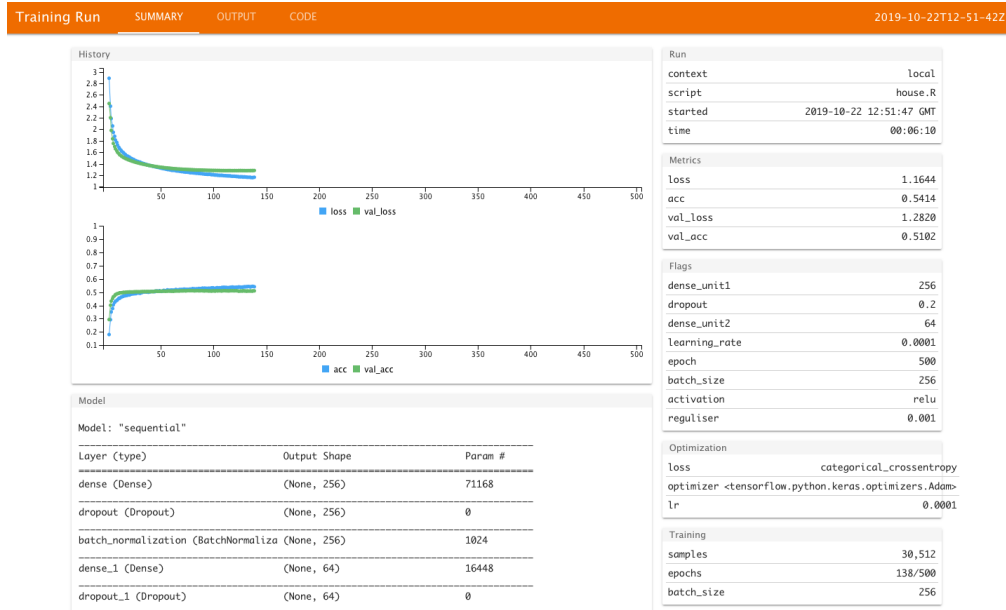 Training Run SUMMARY OUTPUT CODE 2019-10-22T12-51-42Z
History
3
2.8
2.6
2.4
2.2
2
1.8
1.6
1.4
1.2
1
50 100 150 200 250 300 350 400 450 500
loss val_loss
1
0.9
0.8
0.7
0.6
0.5
0.4
0.3
0.2
0.1
50 100 150 200 250 300 350 400 450 500
acc val_acc
Model
Model: "sequential"
Layer (type) Output Shape Param #
dense (Dense) (None, 256) 71168
dropout (Dropout) (None, 256) 0
batch_normalization (BatchNormaliza (None, 256) 1024
dense_1 (Dense) (None, 64) 16448
dropout_1 (Dropout) (None, 64) 0
Run
context local
script house.R
started 2019-10-22 12:51:47 GMT
time 00:06:10
Metrics
loss 1.1644
acc 0.5414
val_loss 1.2820
val_acc 0.5102
Flags
dense_unit1 256
dropout 0.2
dense_unit2 64
learning_rate 0.0001
epoch 500
batch_size 256
activation relu
reguliser 0.001
Optimization
loss categorical_crossentropy
optimizer <tensorflow.python.keras.optimizers.Adam>
lr 0.0001
Training
samples 30,512
epochs 138/500
batch_size 256